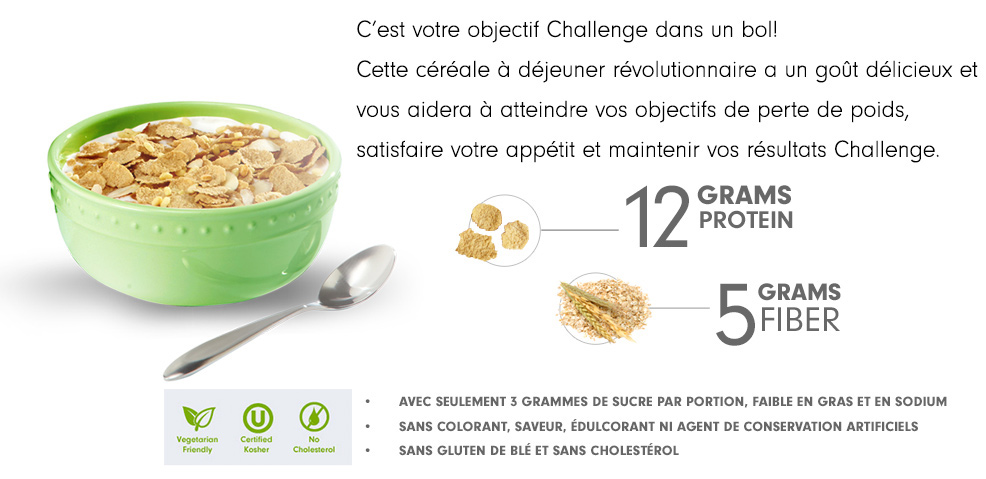 C'est votre objectif Challenge dans un bol!
Cette céréale à déjeuner révolutionnaire a un goût délicieux et
vous aidera à atteindre vos objectifs de perte de poids,
satisfaire votre appétit et maintenir vos résultats Challenge.
12 GRAMS
PROTEIN
5 GRAMS
FIBER
Vegetarian
Friendly
U
Certified
Kosher
No
Cholesterol
• AVEC SEULEMENT 3 GRAMMES DE SUCRE PAR PORTION, FAIBLE EN GRAS ET EN SODIUM
• SANS COLORANT, SAVEUR, ÉDULCORANT NI AGENT DE CONSERVATION ARTIFICIELS
• SANS GLUTEN DE BLÉ ET SANS CHOLESTÉROL